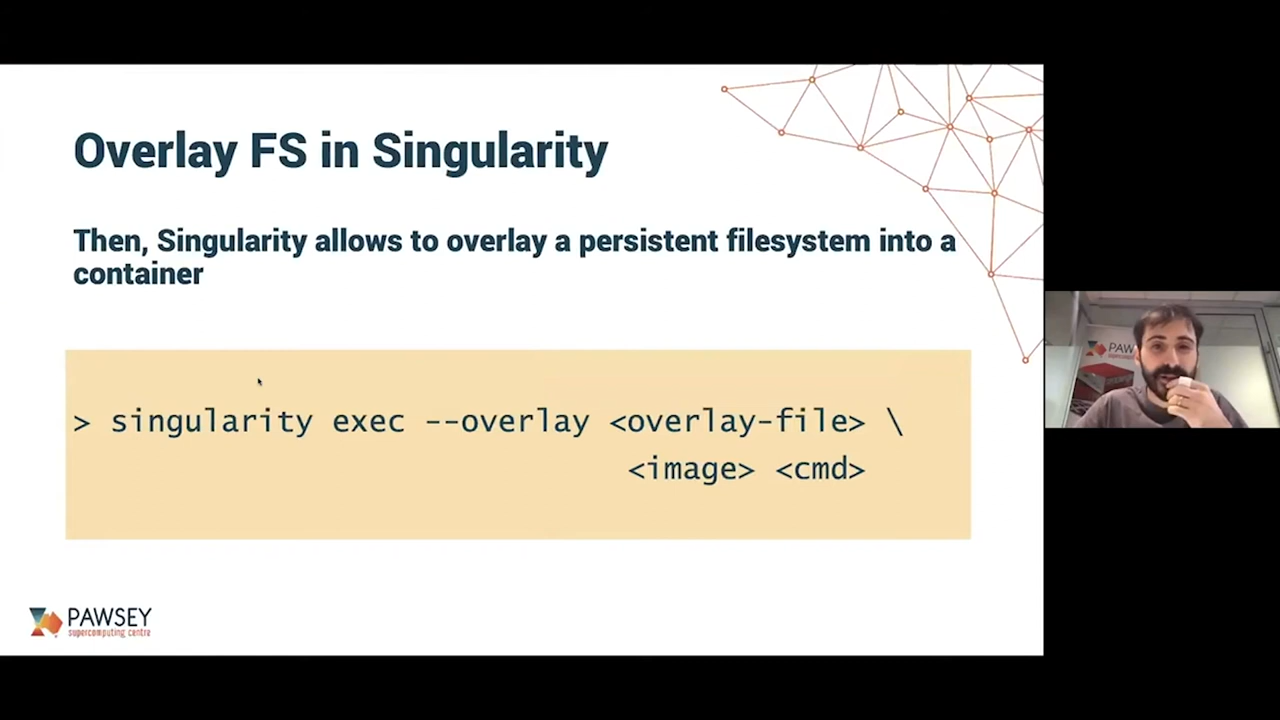 Overlay FS in Singularity
Then, Singularity allows to overlay a persistent filesystem into a
container
> singularity exec --overlay <overlay-file> \
<image> <cmd>
PAWSEY
supercomputing centre
PAW